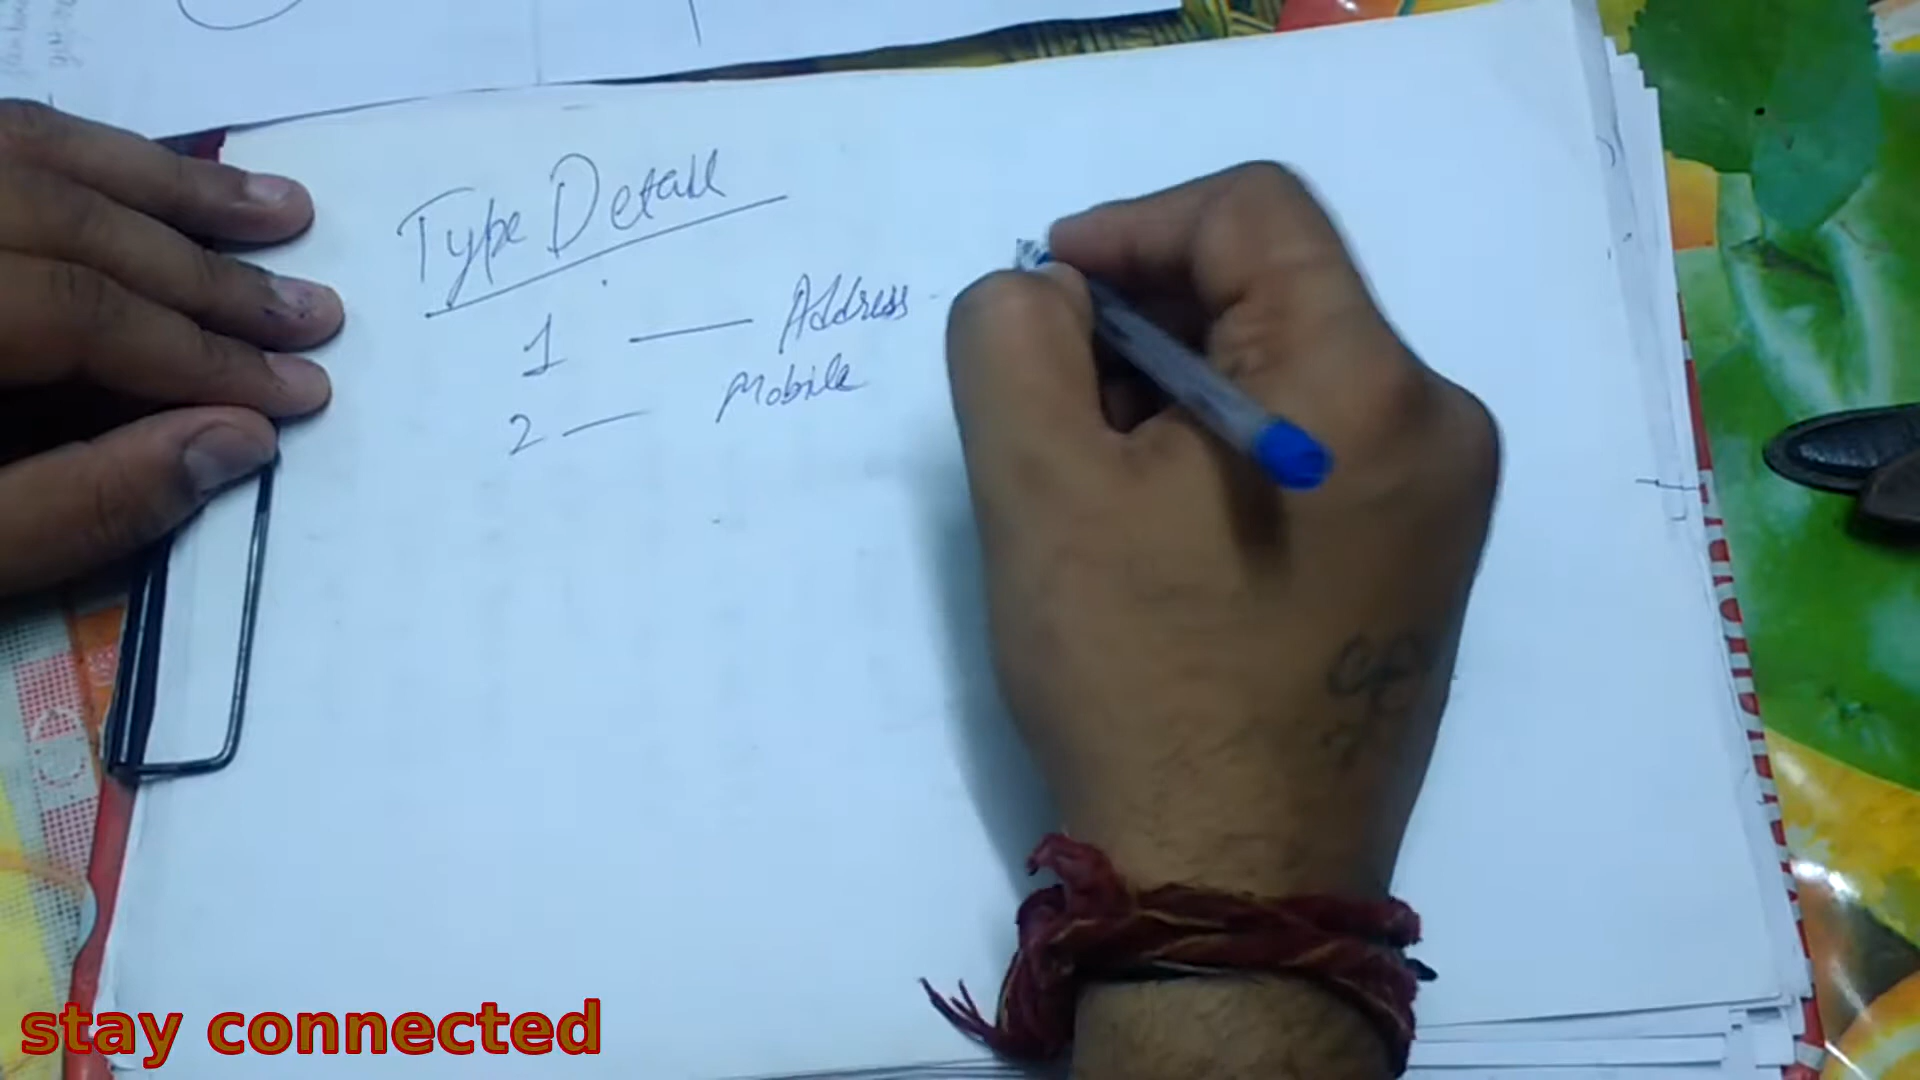 Type Detail
1 — Address
2 — Mobile
stay connected